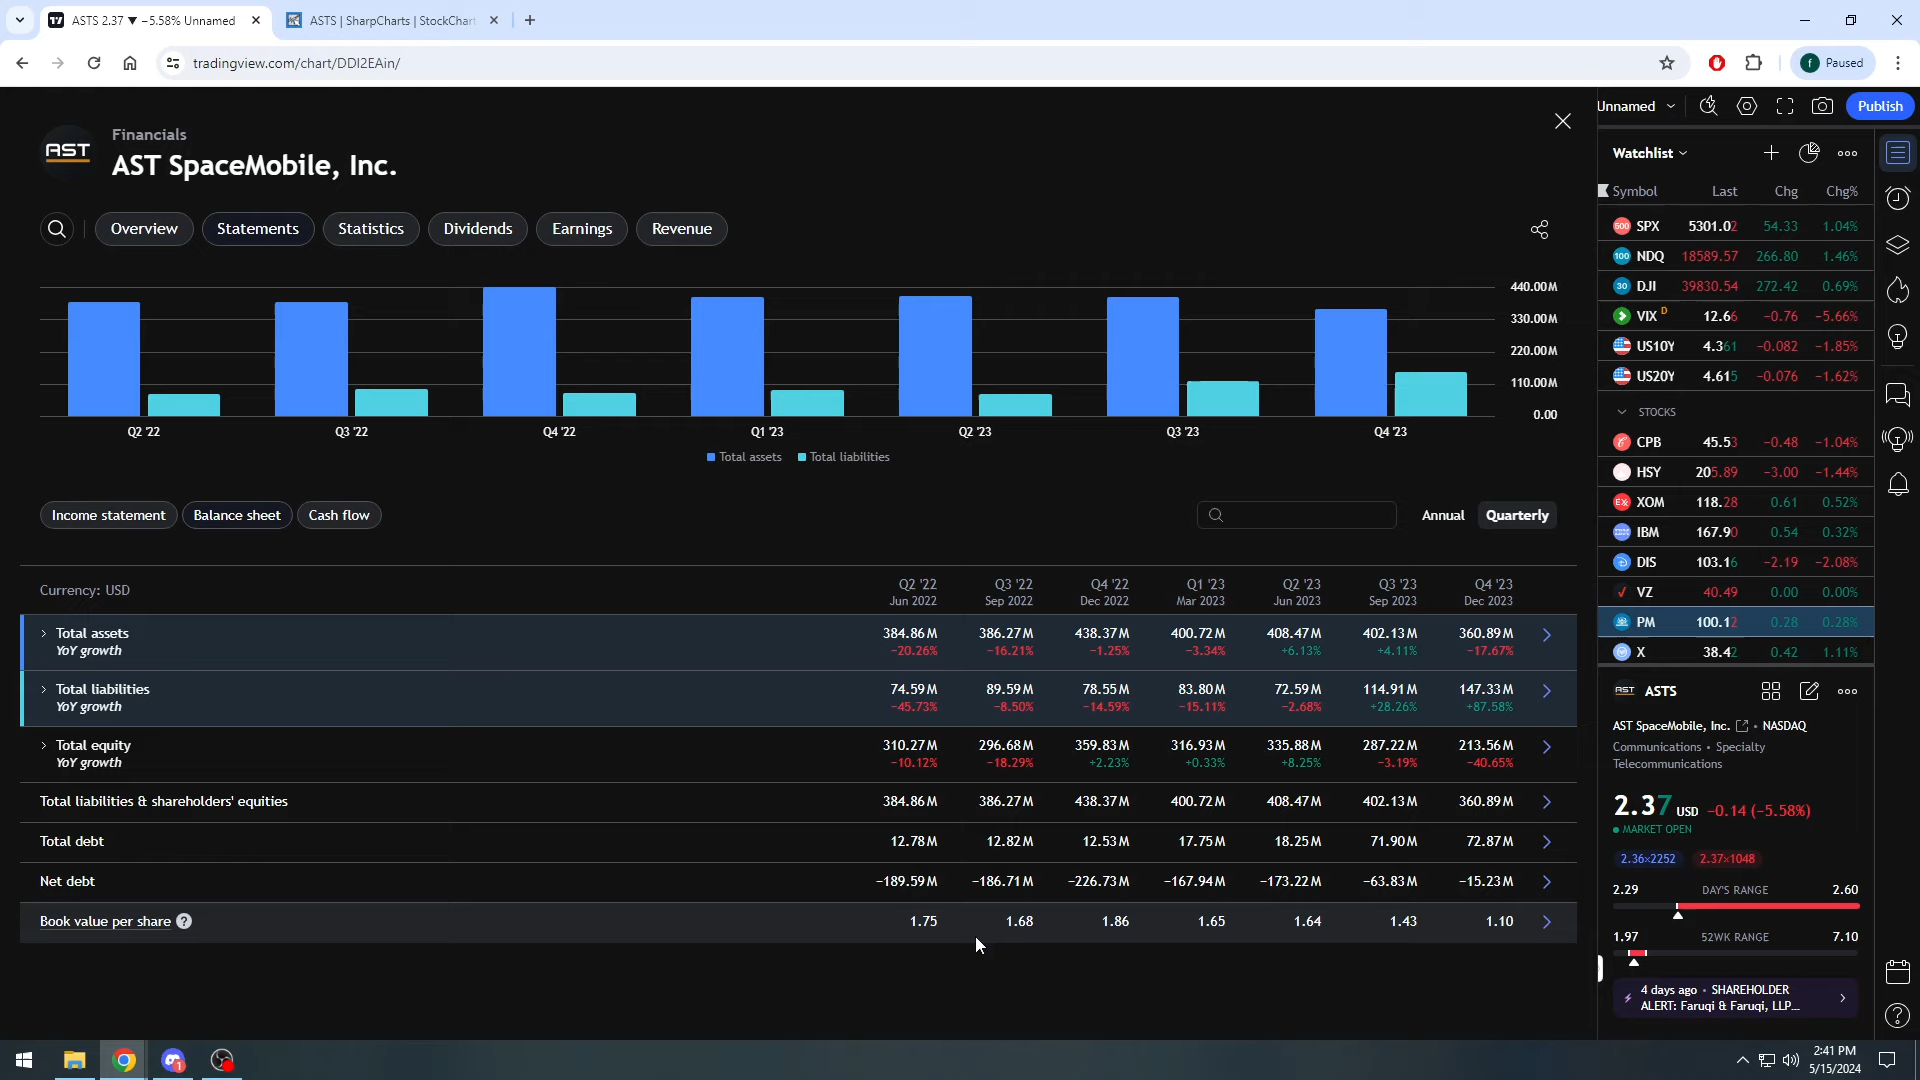 ASTS 2.37 ▼ −5.58% Unnamed
ASTS | SharpCharts | StockChart
tradingview.com/chart/DDI2EAin/
f Paused
Unnamed
Publish
AST
Financials
AST SpaceMobile, Inc.
Overview Statements Statistics Dividends Earnings Revenue
440.00M
330.00M
220.00M
110.00M
0.00
Q2 '22 Q3 '22 Q4 '22 Q1 '23 Q2 '23 Q3 '23 Q4 '23
Total assets Total liabilities
Income statement Balance sheet Cash flow
Annual Quarterly
Currency: USD Q2 '22 Q3 '22 Q4 '22 Q1 '23 Q2 '23 Q3 '23 Q4 '23
Jun 2022 Sep 2022 Dec 2022 Mar 2023 Jun 2023 Sep 2023 Dec 2023
Total assets 384.86M 386.27M 438.37M 400.72M 408.47M 402.13M 360.89M
YoY growth −20.26% −16.21% −1.25% −3.34% +6.13% +4.11% −17.67%
Total liabilities 74.59M 89.59M 78.55M 83.80M 72.59M 114.91M 147.33M
YoY growth −45.73% −8.50% −14.59% −15.11% −2.68% +28.26% +87.58%
Total equity 310.27M 296.68M 359.83M 316.93M 335.88M 287.22M 213.56M
YoY growth −10.12% −18.29% +2.23% +0.33% +8.25% −3.19% −40.65%
Total liabilities & shareholders' equities 384.86M 386.27M 438.37M 400.72M 408.47M 402.13M 360.89M
Total debt 12.78M 12.82M 12.53M 17.75M 18.25M 71.90M 72.87M
Net debt −189.59M −186.71M −226.73M −167.94M −173.22M −63.83M −15.23M
Book value per share ? 1.75 1.68 1.86 1.65 1.64 1.43 1.10
Watchlist
Symbol Last Chg Chg%
500 SPX 5301.02 54.33 1.04%
100 NDQ 18589.57 266.80 1.46%
30 DJI 39830.54 272.42 0.69%
VIX D 12.66 −0.76 −5.66%
US10Y 4.361 −0.082 −1.85%
US20Y 4.615 −0.076 −1.62%
STOCKS
CPB 45.53 −0.48 −1.04%
HSY 205.89 −3.00 −1.44%
XOM 118.28 0.61 0.52%
IBM 167.90 0.54 0.32%
DIS 103.16 −2.19 −2.08%
VZ 40.49 0.00 0.00%
PM 100.12 0.28 0.28%
X 38.42 0.42 1.11%
AST ASTS
AST SpaceMobile, Inc. • NASDAQ
Communications • Specialty
Telecommunications
2.37 USD −0.14 (−5.58%)
MARKET OPEN
2.36×2252 2.37×1048
2.29 DAY'S RANGE 2.60
1.97 52WK RANGE 7.10
4 days ago • SHAREHOLDER
ALERT: Faruqi & Faruqi, LLP...
2:41 PM
5/15/2024